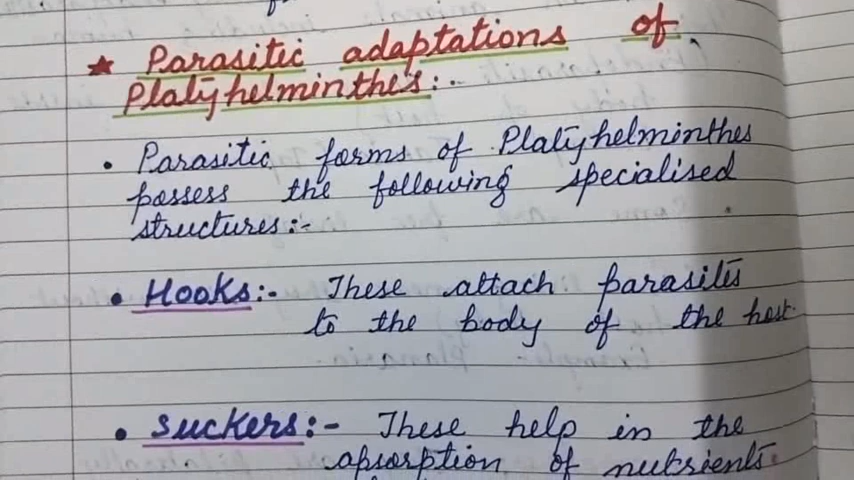 ★ Parasitic adaptations of
Platyhelminthes:-
• Parasitic forms of Platyhelminthes
possess the following specialised
structures:-
• Hooks:- These attach parasites
to the body of the host.
• Suckers:- These help in the
absorption of nutrients.